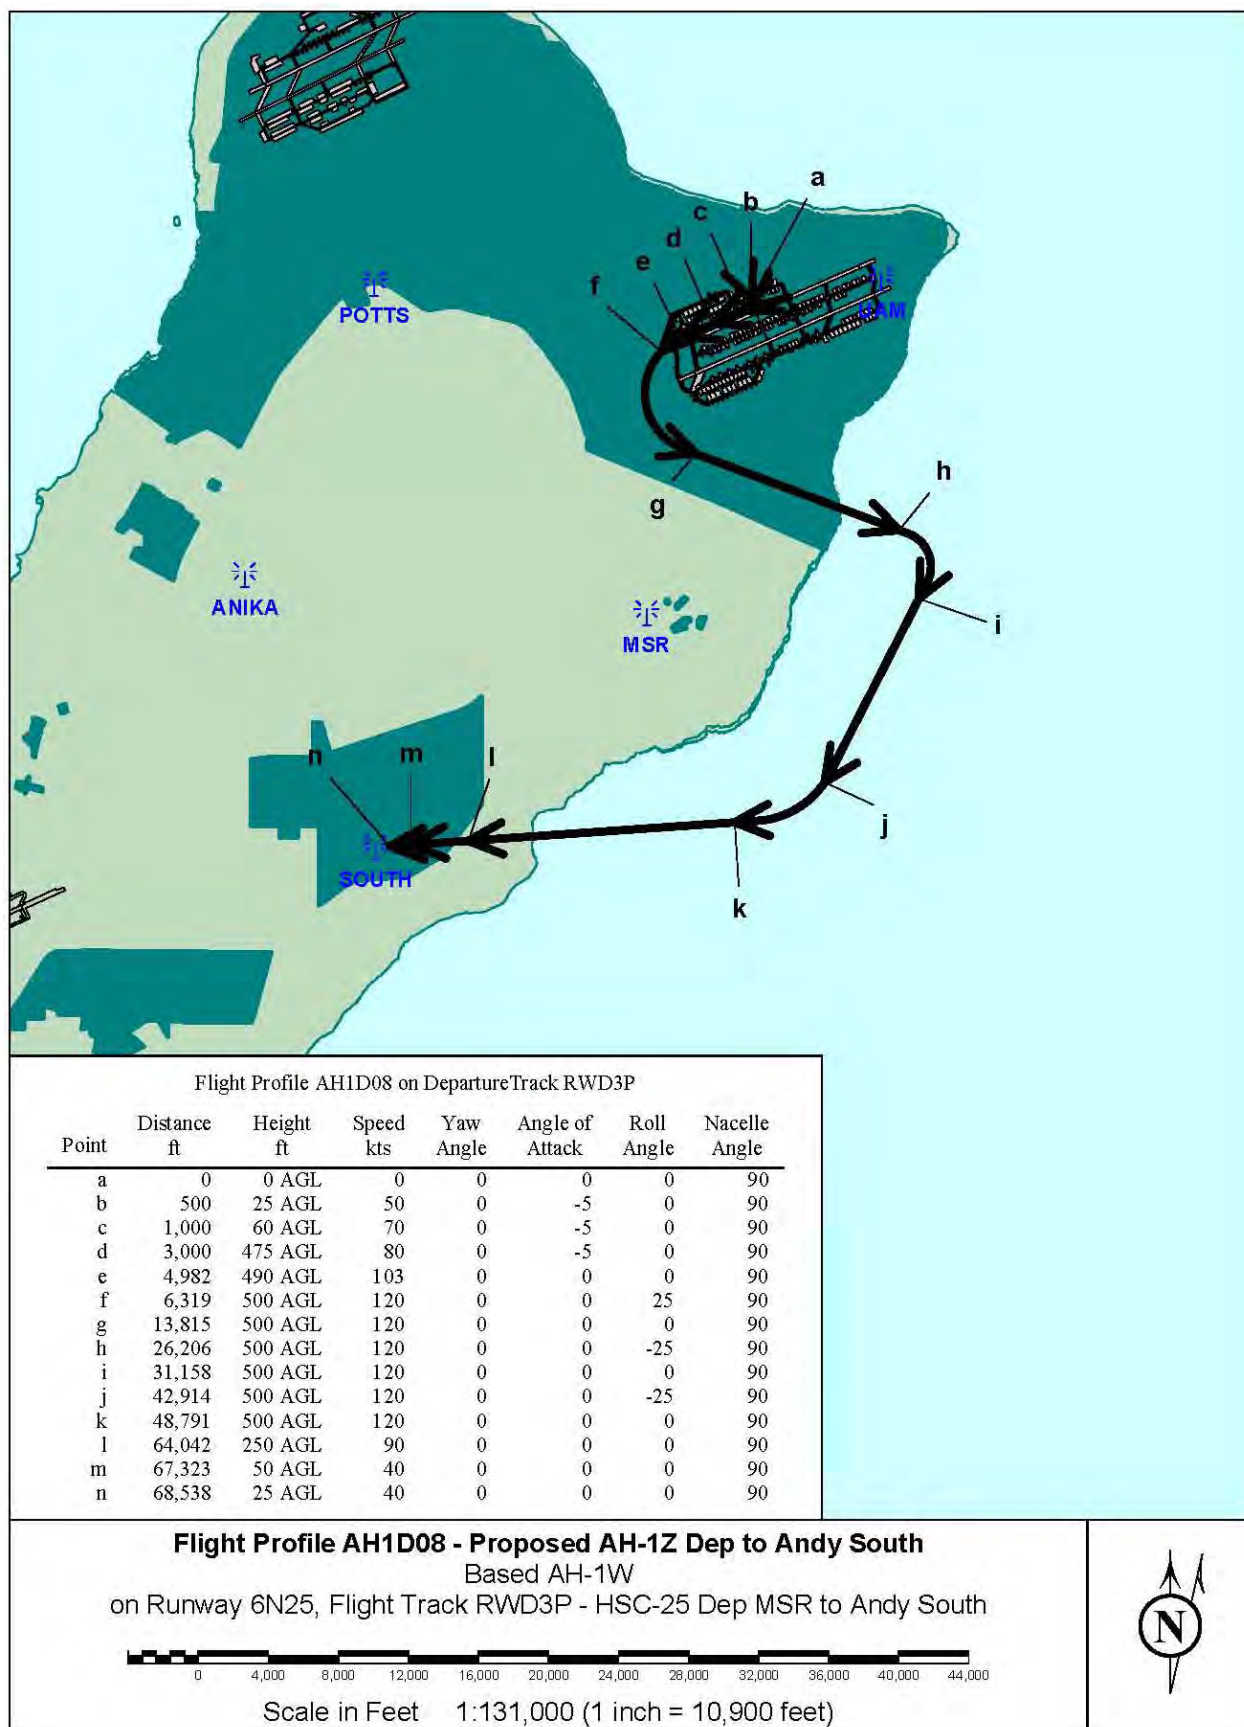 a
b
c
d
e
f
UAM
POTTS
g
h
ANIKA
i
MSR
n
m
l
j
SOUTH
k
Flight Profile AH1D08 on DepartureTrack RWD3P
Point Distance ft Height ft Speed kts Yaw Angle Angle of Attack Roll Angle Nacelle Angle
a 0 0 AGL 0 0 0 0 90
b 500 25 AGL 50 0 -5 0 90
c 1,000 60 AGL 70 0 -5 0 90
d 3,000 475 AGL 80 0 -5 0 90
e 4,982 490 AGL 103 0 0 0 90
f 6,319 500 AGL 120 0 0 25 90
g 13,815 500 AGL 120 0 0 0 90
h 26,206 500 AGL 120 0 0 -25 90
i 31,158 500 AGL 120 0 0 0 90
j 42,914 500 AGL 120 0 0 -25 90
k 48,791 500 AGL 120 0 0 0 90
l 64,042 250 AGL 90 0 0 0 90
m 67,323 50 AGL 40 0 0 0 90
n 68,538 25 AGL 40 0 0 0 90
Flight Profile AH1D08 - Proposed AH-1Z Dep to Andy South
Based AH-1W
on Runway 6N25, Flight Track RWD3P - HSC-25 Dep MSR to Andy South
0 4,000 8,000 12,000 16,000 20,000 24,000 28,000 32,000 36,000 40,000 44,000
Scale in Feet 1:131,000 (1 inch = 10,900 feet)
N